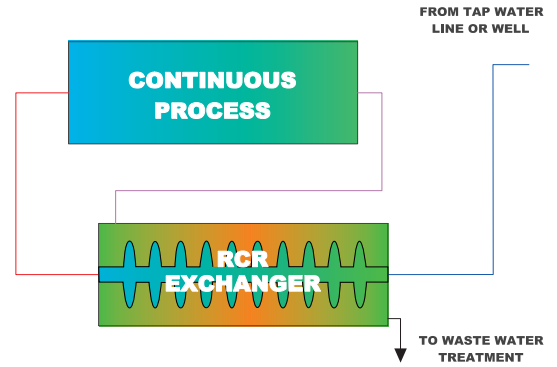 FROM TAP WATER
LINE OR WELL
CONTINUOUS
PROCESS
RCR
EXCHANGER
TO WASTE WATER
TREATMENT